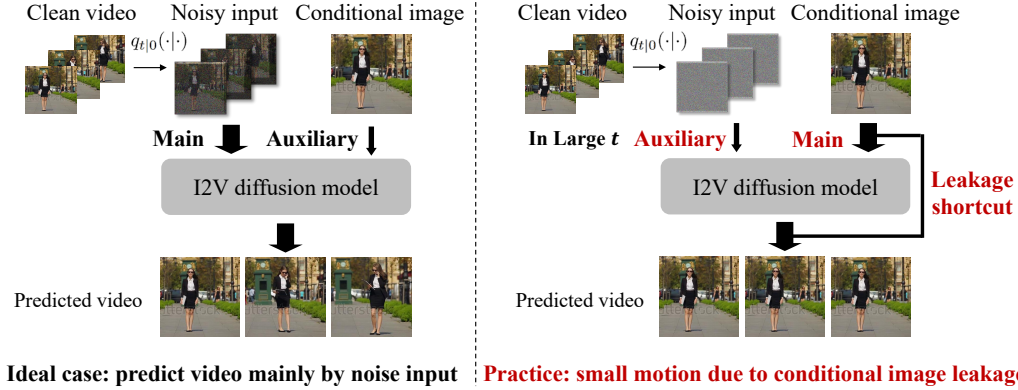 Clean video
Noisy input
Conditional image
q_{t|0}(·|·)
Main
Auxiliary
I2V diffusion model
Predicted video
Ideal case: predict video mainly by noise input
Clean video
Noisy input
Conditional image
q_{t|0}(·|·)
In Large t
Auxiliary
Main
Leakage
shortcut
I2V diffusion model
Predicted video
Practice: small motion due to conditional image leakage